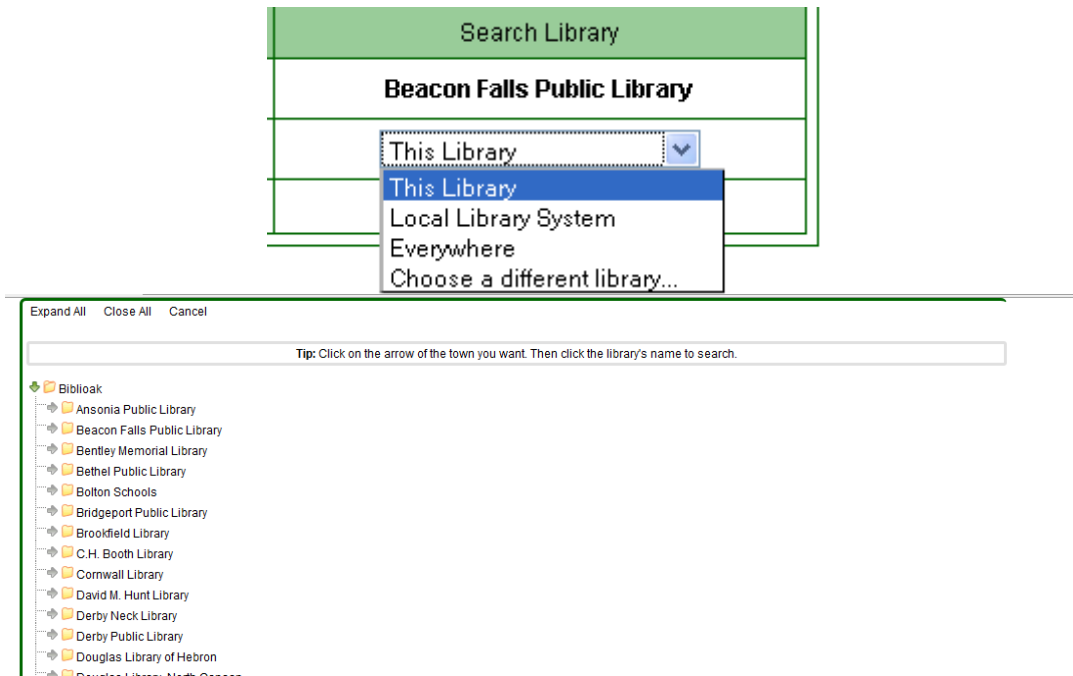 Search Library
Beacon Falls Public Library
This Library
This Library
Local Library System
Everywhere
Choose a different library...
Expand All Close All Cancel
Tip: Click on the arrow of the town you want. Then click the library's name to search.
Biblioak
Ansonia Public Library
Beacon Falls Public Library
Bentley Memorial Library
Bethel Public Library
Bolton Schools
Bridgeport Public Library
Brookfield Library
C.H. Booth Library
Cornwall Library
David M. Hunt Library
Derby Neck Library
Derby Public Library
Douglas Library of Hebron
Douglas Library North Canaan